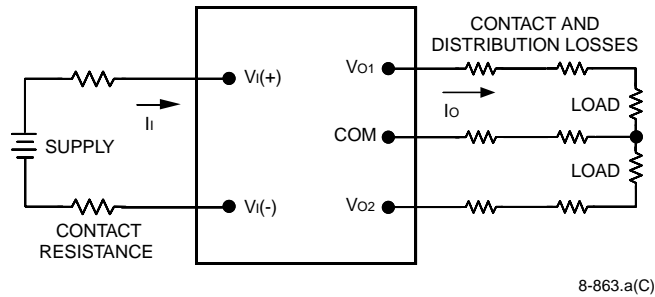 CONTACT AND
DISTRIBUTION LOSSES
VI(+)
VO1
II
IO
LOAD
SUPPLY
COM
LOAD
VI(-)
VO2
CONTACT
RESISTANCE
8-863.a(C)